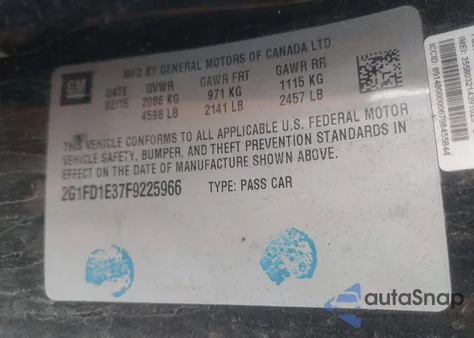 GM
MFD BY GENERAL MOTORS OF CANADA LTD.
DATE GVWR GAWR FRT GAWR RR
02/15 2086 KG 971 KG 1115 KG
4598 LB 2141 LB 2457 LB
THIS VEHICLE CONFORMS TO ALL APPLICABLE U.S. FEDERAL MOTOR
VEHICLE SAFETY, BUMPER, AND THEFT PREVENTION STANDARDS IN
EFFECT ON THE DATE OF MANUFACTURE SHOWN ABOVE.
2G1FD1E37F9225966 TYPE: PASS CAR
autaSnap